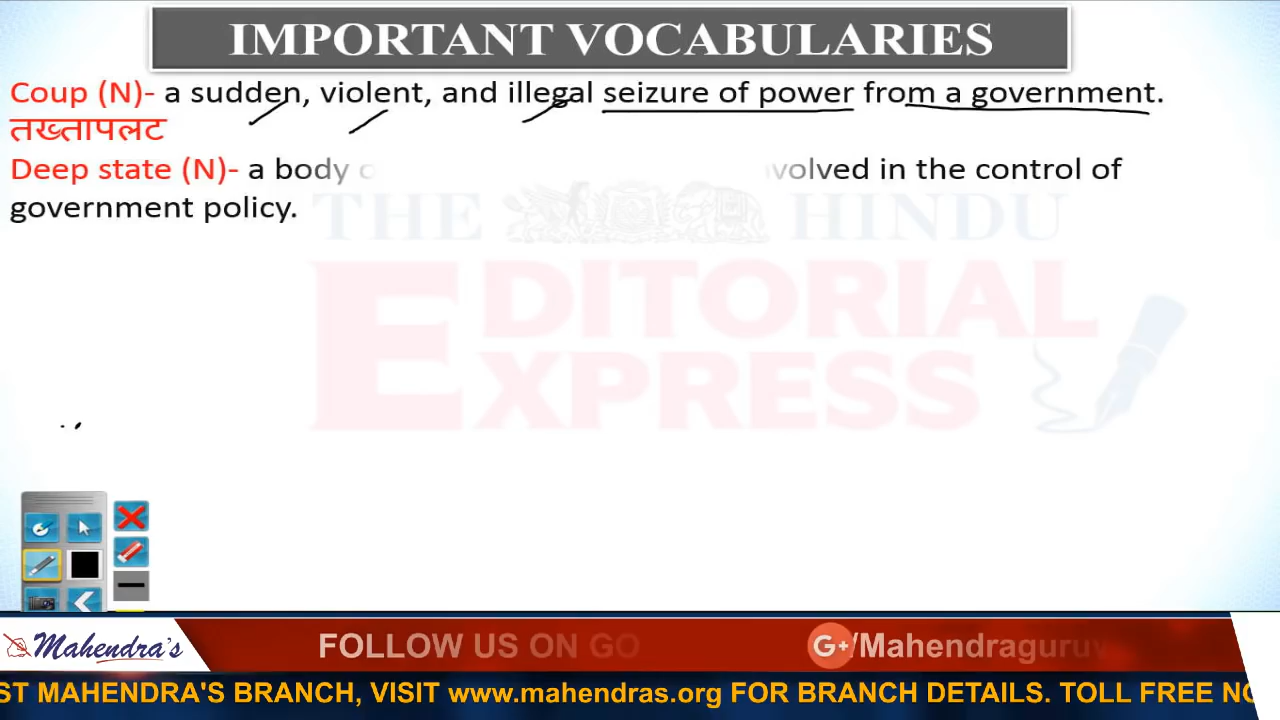 IMPORTANT VOCABULARIES
Coup (N)- a sudden, violent, and illegal seizure of power from a government.
तख्तापलट
Deep state (N)- a body in the control of
government policy.
THE HINDU
EDITORIAL
EXPRESS
Mahendra's
FOLLOW US ON GO
G+ /Mahendraguru
MAHENDRA'S BRANCH, VISIT www.mahendras.org FOR BRANCH DETAILS. TOLL FREE